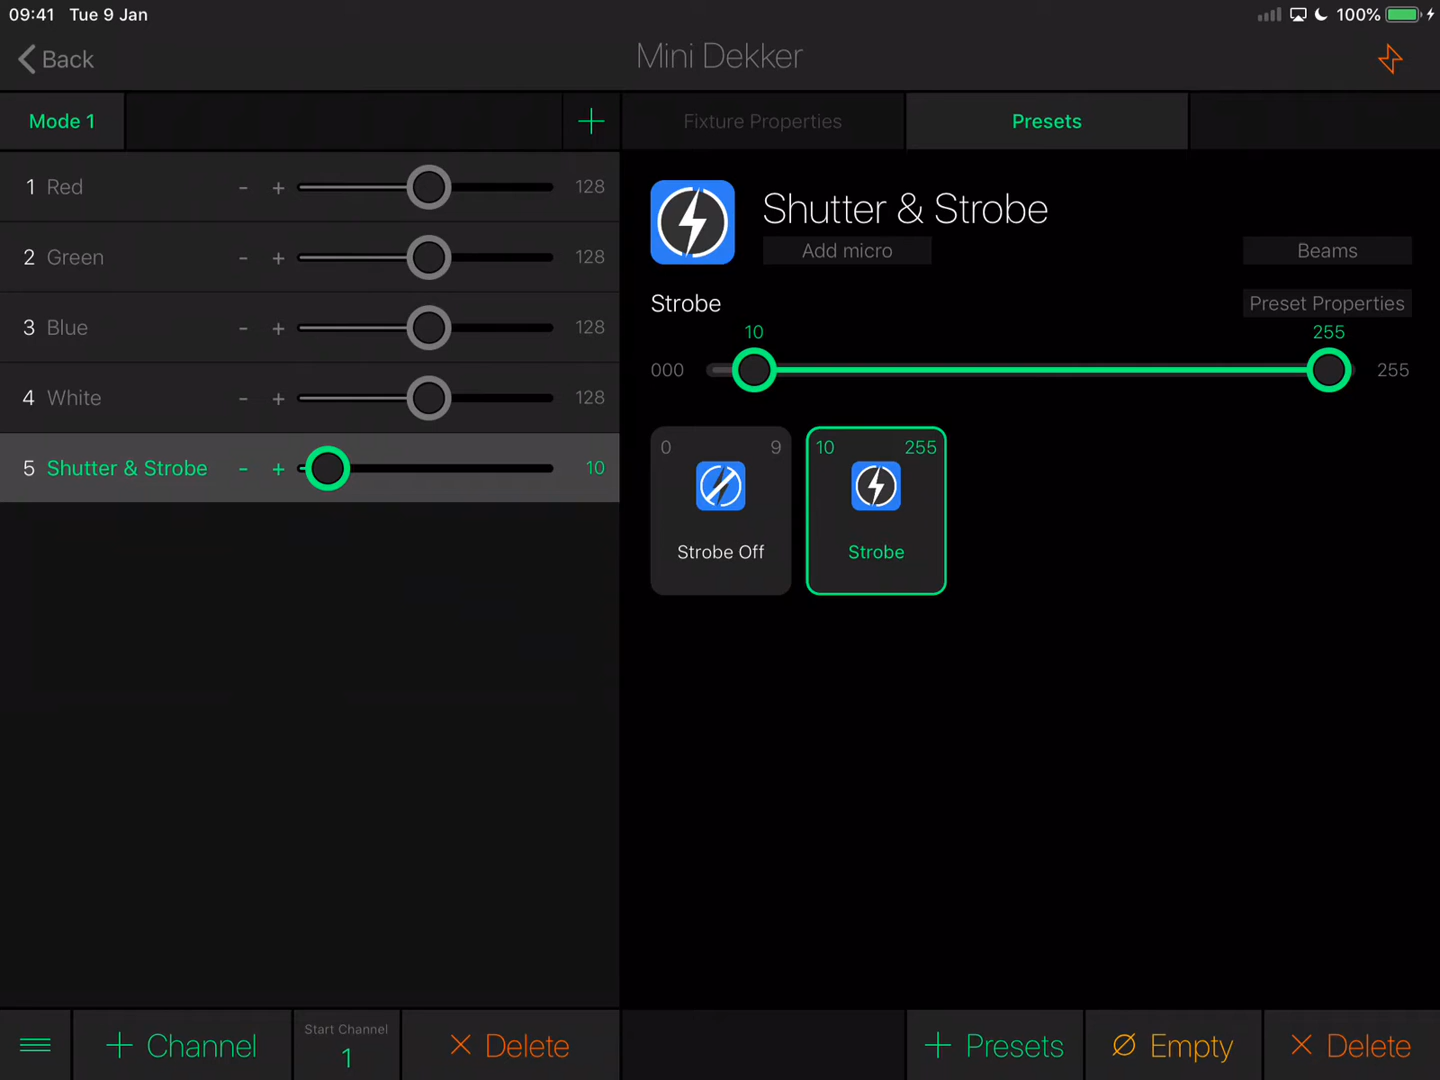 09:41 Tue 9 Jan 100%
Back Mini Dekker
Mode 1 + Fixture Properties Presets
1 Red - + 128
2 Green - + 128
3 Blue - + 128
4 White - + 128
5 Shutter & Strobe - + 10
Shutter & Strobe
Add micro Beams
Strobe Preset Properties
10 255
000 255
0 9 10 255
Strobe Off Strobe
+ Channel
Start Channel
1
× Delete
+ Presets
Ø Empty
× Delete